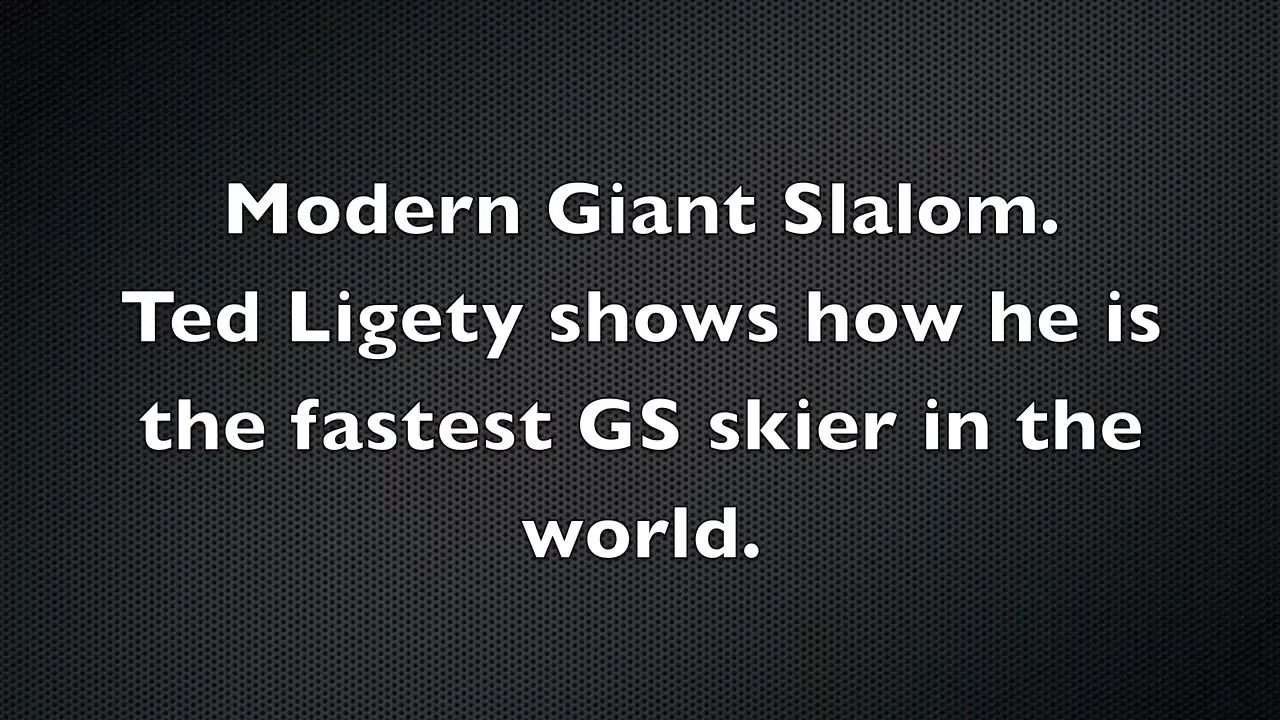 Modern Giant Slalom.
Ted Ligety shows how he is
the fastest GS skier in the
world.